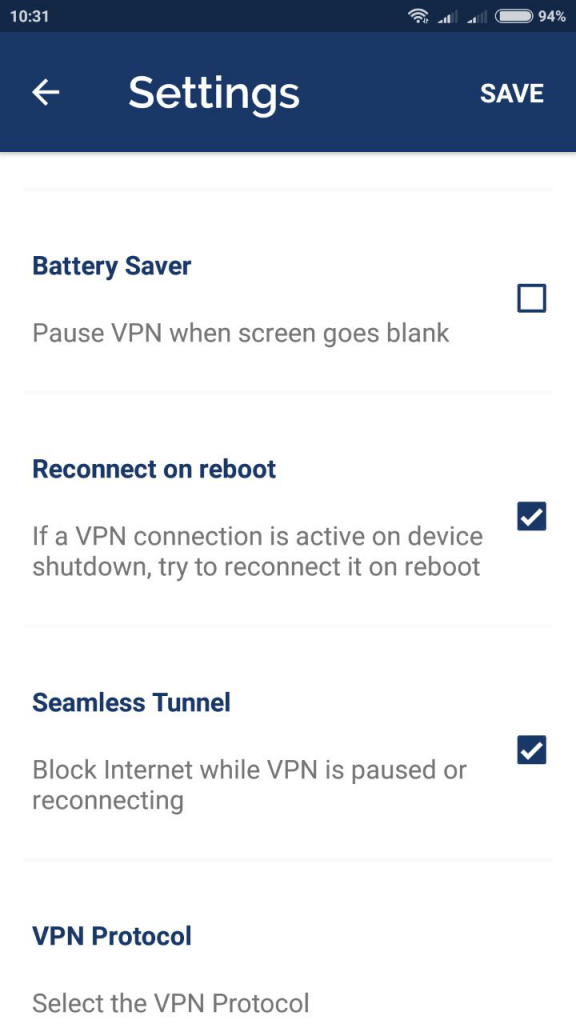 10:31 94%
Settings SAVE
Battery Saver
Pause VPN when screen goes blank
Reconnect on reboot
If a VPN connection is active on device
shutdown, try to reconnect it on reboot
Seamless Tunnel
Block Internet while VPN is paused or
reconnecting
VPN Protocol
Select the VPN Protocol